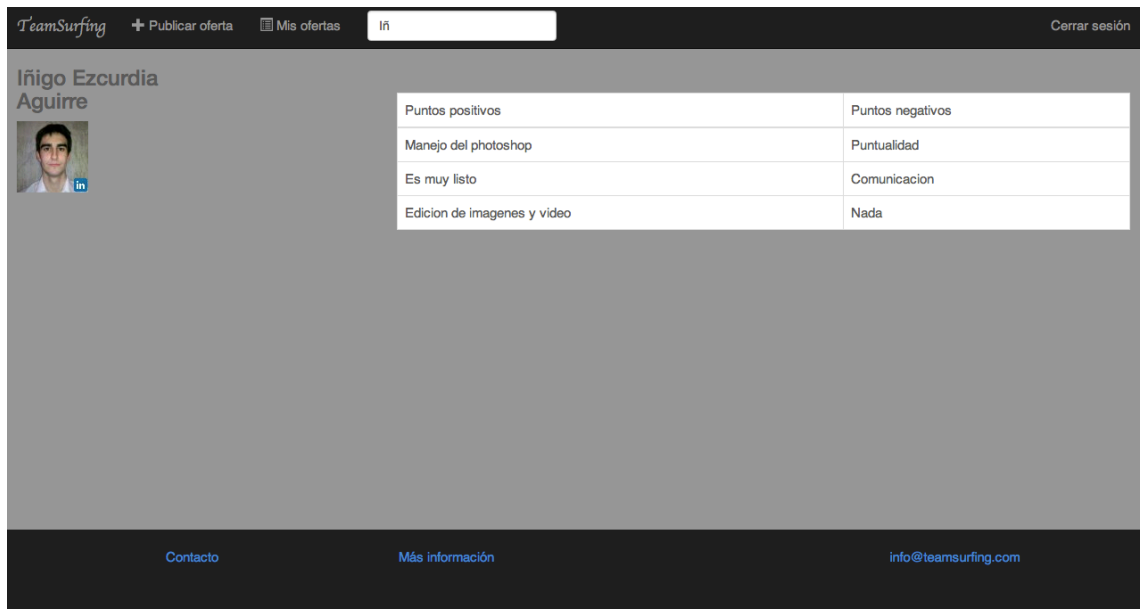 TeamSurfing Publicar oferta Mis ofertas Iñ Cerrar sesión
Iñigo Ezcurdia
Aguirre
in
Puntos positivos Puntos negativos
Manejo del photoshop Puntualidad
Es muy listo Comunicacion
Edicion de imagenes y video Nada
Contacto Más información info@teamsurfing.com